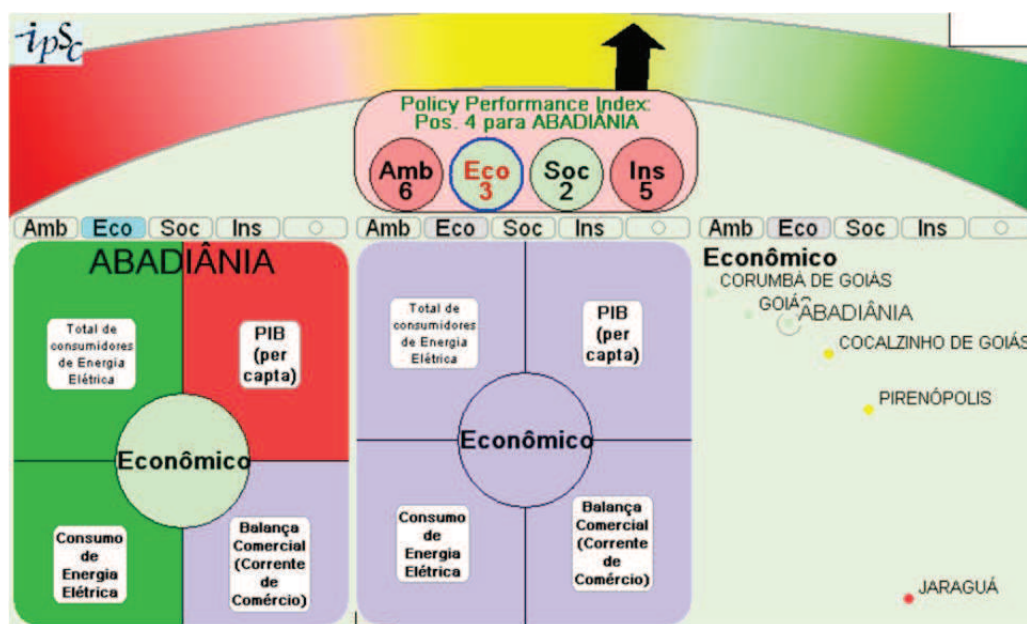 ipsc
Policy Performance Index:
Pos. 4 para ABADIÂNIA
Amb
6
Eco
3
Soc
2
Ins
5
Amb Eco Soc Ins
Amb Eco Soc Ins
Amb Eco Soc Ins
ABADIÂNIA
Total de
consumidores
de Energia
Elétrica
PIB
(per
capta)
Econômico
Consumo
de
Energia
Elétrica
Balança
Comercial
(Corrente
de
Comércio)
Total de
consumidores
de Energia
Elétrica
PIB
(per
capta)
Econômico
Consumo
de
Energia
Elétrica
Balança
Comercial
(Corrente
de
Comércio)
Econômico
CORUMBÁ DE GOIÁS
GOIÁS
ABADIÂNIA
COCALZINHO DE GOIÁS
PIRENÓPOLIS
JARAGUÁ